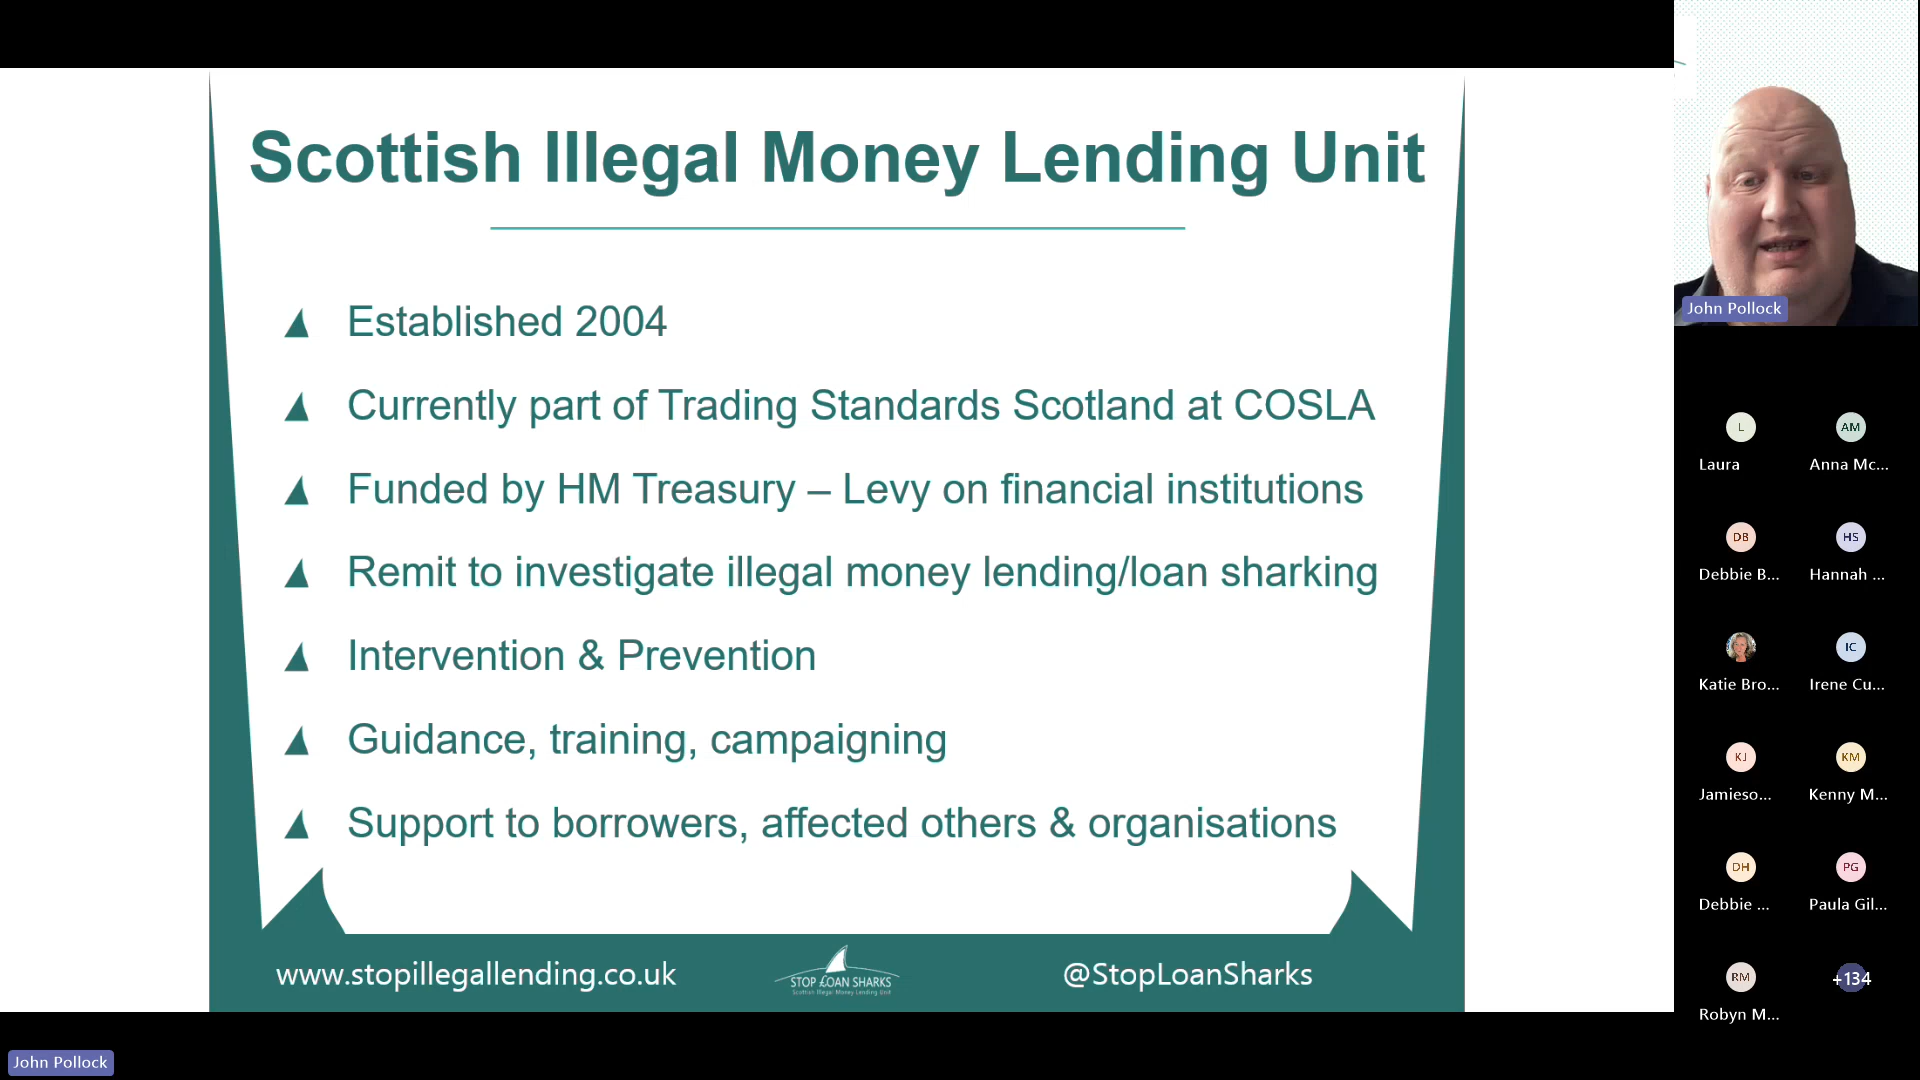 Scottish Illegal Money Lending Unit
Established 2004
Currently part of Trading Standards Scotland at COSLA
Funded by HM Treasury – Levy on financial institutions
Remit to investigate illegal money lending/loan sharking
Intervention & Prevention
Guidance, training, campaigning
Support to borrowers, affected others & organisations
www.stopillegallending.co.uk
STOP £OAN SHARKS
Scottish Illegal Money Lending Unit
@StopLoanSharks
John Pollock
John Pollock
L
AM
Laura
Anna Mc...
DB
HS
Debbie B...
Hannah ...
IC
Katie Bro...
Irene Cu...
KJ
KM
Jamieso...
Kenny M...
DH
PG
Debbie ...
Paula Gil...
RM
+134
Robyn M...